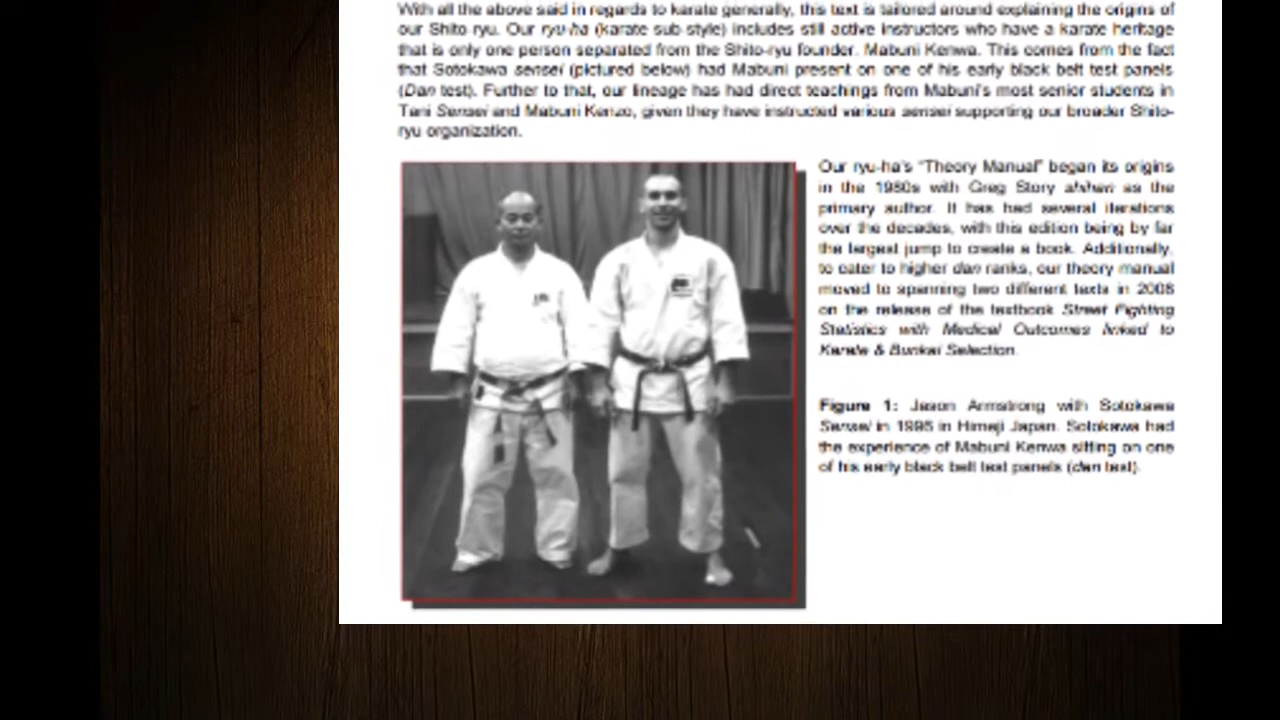 With all the above said in regards to karate generally, this text is tailored around explaining the origins of
our Shito-ryu. Our ryu-ha (karate sub-style) includes still active instructors who have a karate heritage
that is only one person separated from the Shito-ryu founder, Mabuni Kenwa. This comes from the fact
that Sotokawa sensei (pictured below) had Mabuni present on one of his early black belt test panels
(Dan test). Further to that, our lineage has had direct teachings from Mabuni's most senior students in
Tani Sensei and Mabuni Kenzo, given they have instructed various sensei supporting our broader Shito-
ryu organization.
Our ryu-ha's "Theory Manual" began its origins
in the 1980s with Greg Story shihan as the
primary author. It has had several iterations
over the decades, with this edition being by far
the largest jump to create a book. Additionally,
to cater to higher dan ranks, our theory manual
moved to spanning two different texts in 2008
on the release of the textbook Street Fighting
Statistics with Medical Outcomes linked to
Karate & Bunkai Selection.
Figure 1: Jason Armstrong with Sotokawa
Sensei in 1995 in Himeji Japan. Sotokawa had
the experience of Mabuni Kenwa sitting on one
of his early black belt test panels (dan test).